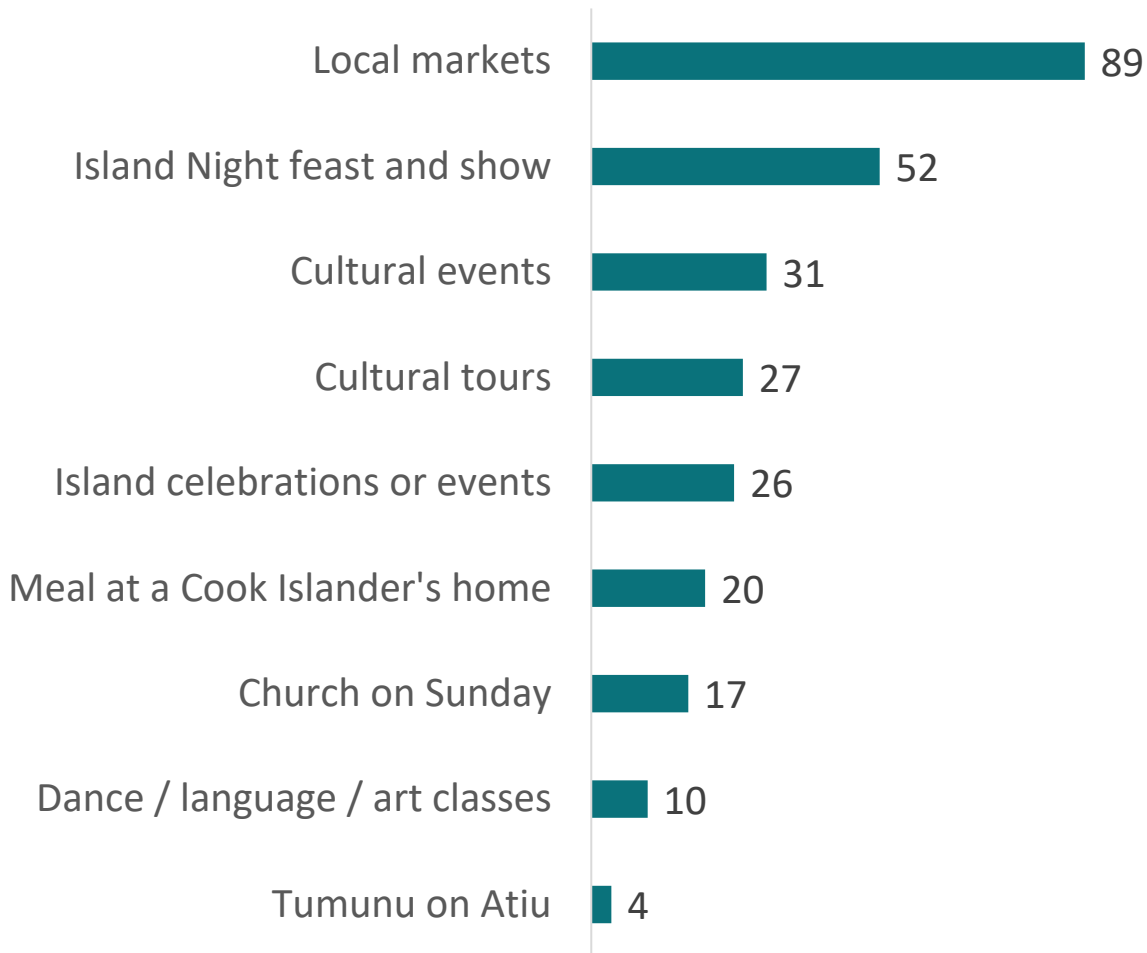 Local markets 89
Island Night feast and show 52
Cultural events 31
Cultural tours 27
Island celebrations or events 26
Meal at a Cook Islander's home 20
Church on Sunday 17
Dance / language / art classes 10
Tumunu on Atiu 4